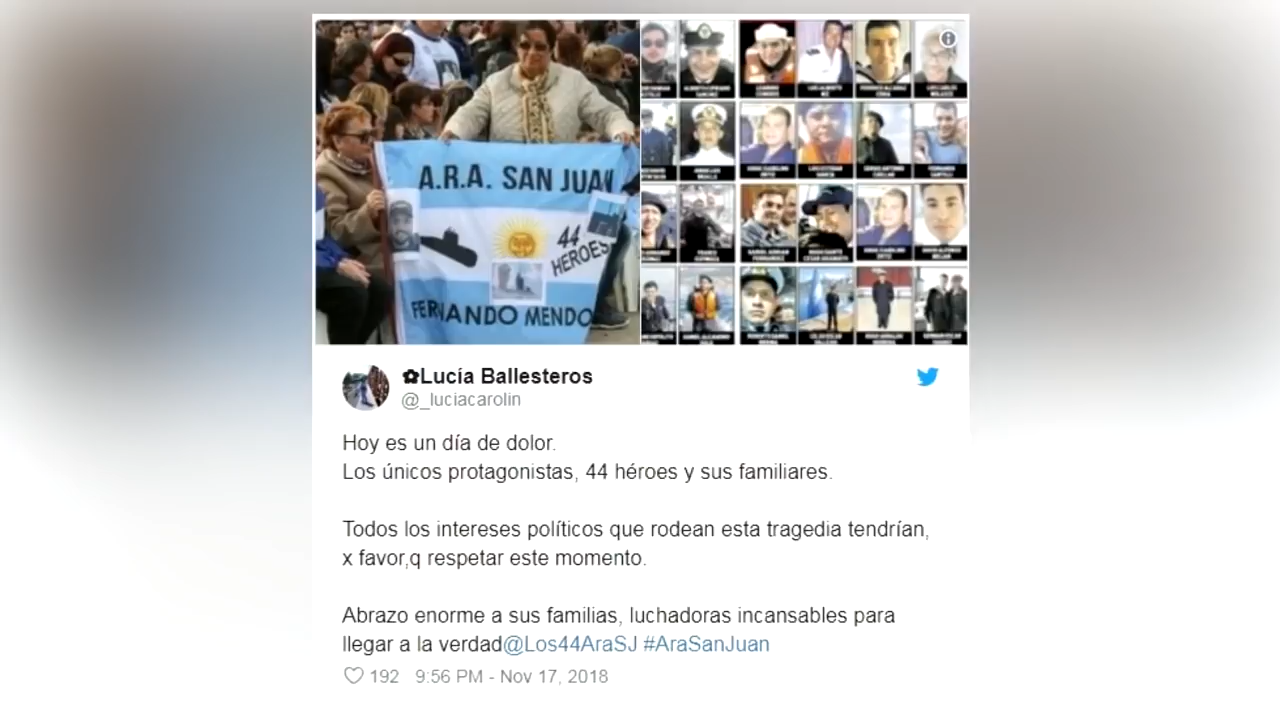 A.R.A. SAN JUAN
44
HEROES
FERNANDO MENDO
✿Lucía Ballesteros
@_luciacarolin
Hoy es un día de dolor.
Los únicos protagonistas, 44 héroes y sus familiares.
Todos los intereses políticos que rodean esta tragedia tendrían,
x favor,q respetar este momento.
Abrazo enorme a sus familias, luchadoras incansables para
llegar a la verdad@Los44AraSJ #AraSanJuan
192 9:56 PM - Nov 17, 2018